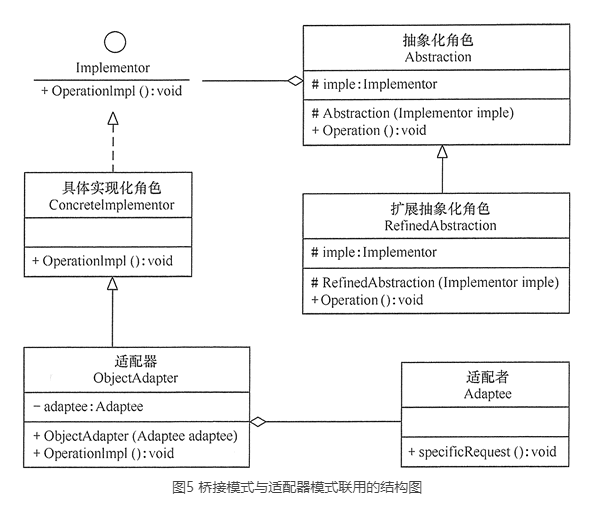 Implementor
+ OperationImpl ( ) : void
抽象化角色
Abstraction
# imple : Implementor
# Abstraction (Implementor imple)
+ Operation ( ) : void
具体实现化角色
ConcreteImplementor
+ OperationImpl ( ) : void
扩展抽象化角色
RefinedAbstraction
# imple : Implementor
# RefinedAbstraction (Implementor imple)
+ Operation ( ) : void
适配器
ObjectAdapter
− adaptee : Adaptee
+ ObjectAdapter (Adaptee adaptee)
+ OperationImpl ( ) : void
适配者
Adaptee
+ specificRequest ( ) : void
图5 桥接模式与适配器模式联用的结构图